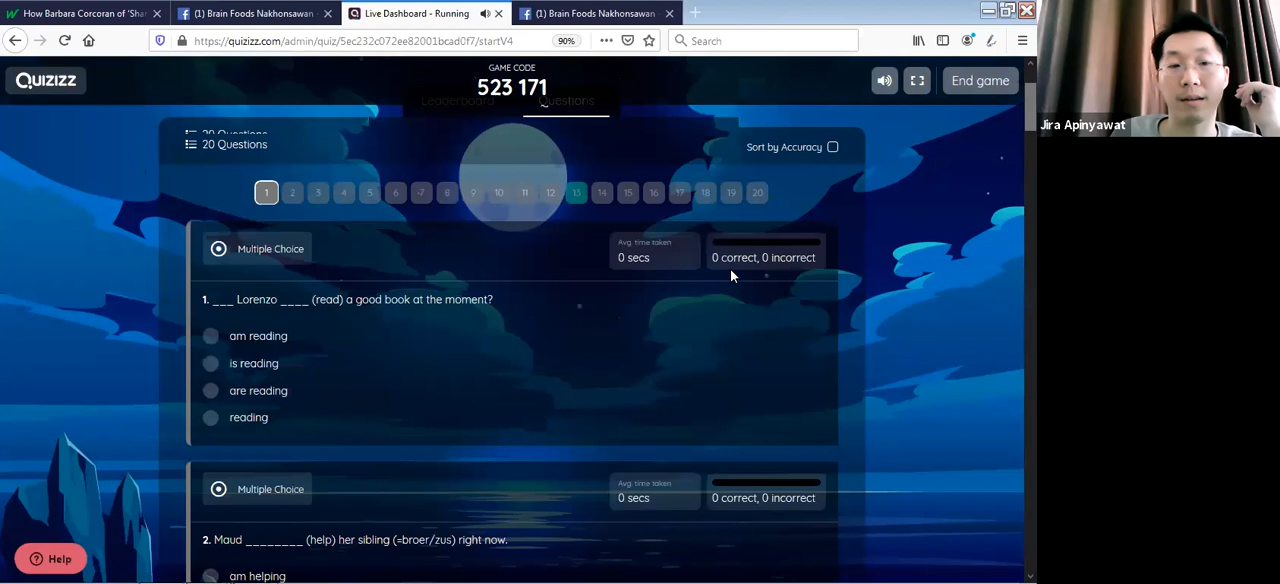 How Barbara Corcoran of 'Shar
(1) Brain Foods Nakhonsawan
Live Dashboard - Running
(1) Brain Foods Nakhonsawan
https://quizizz.com/admin/quiz/5ec232c072ee82001bcad0f7/startV4
90%
Search
Quizizz
GAME CODE
523 171
End game
Jira Apinyawat
Leaderboard
Questions
20 Questions
20 Questions
Sort by Accuracy
1 2 3 4 5 6 7 8 9 10 11 12 13 14 15 16 17 18 19 20
Multiple Choice
Avg. time taken
0 secs
0 correct, 0 incorrect
1. ___ Lorenzo ____ (read) a good book at the moment?
am reading
is reading
are reading
reading
Multiple Choice
Avg. time taken
0 secs
0 correct, 0 incorrect
2. Maud ________ (help) her sibling (=broer/zus) right now.
Help
am helping